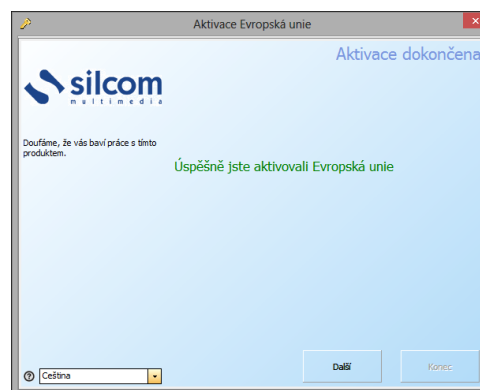 Aktivace Evropská unie
Aktivace dokončena
silcom
multimedia
Doufáme, že vás baví práce s tímto
produktem.
Úspěšně jste aktivovali Evropská unie
Čeština
Další
Konec